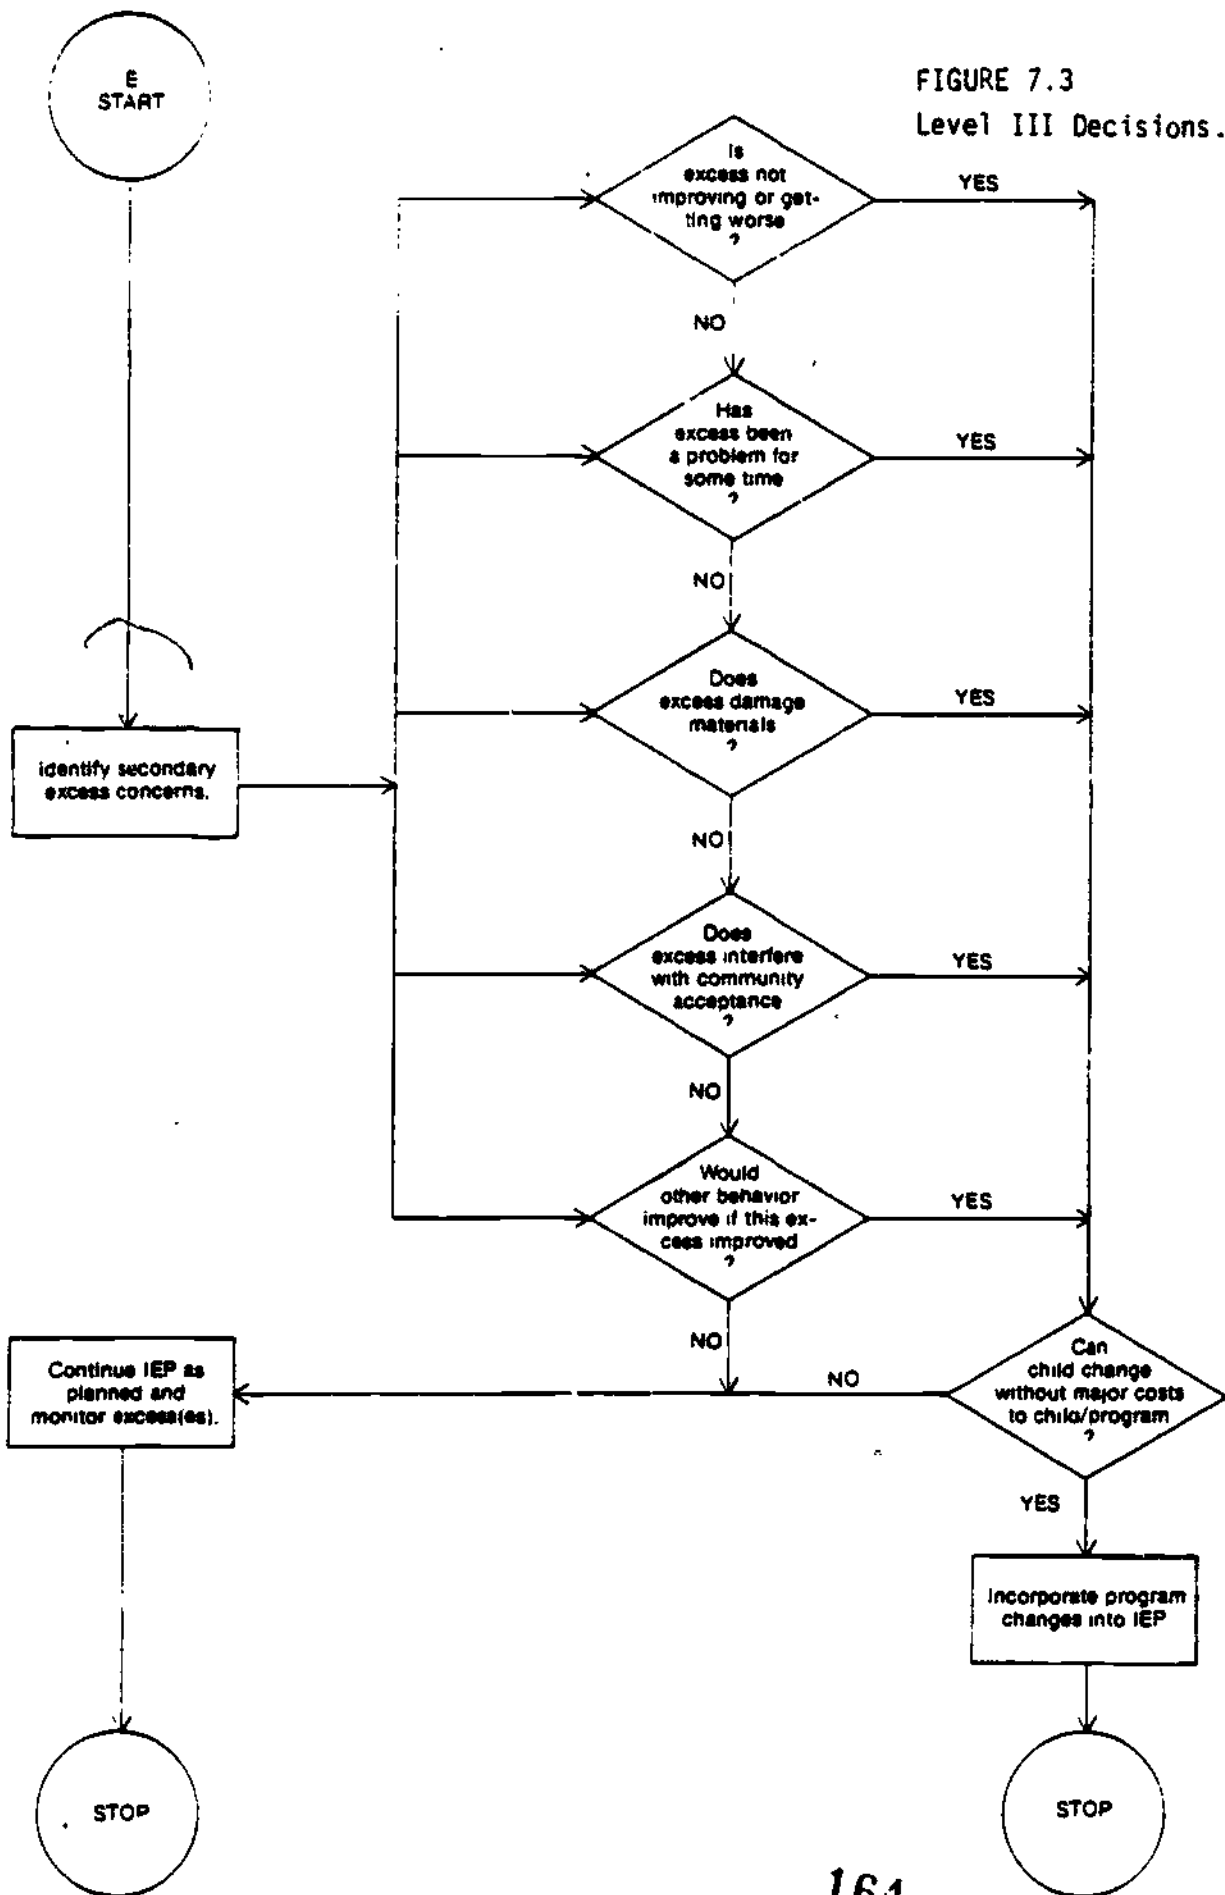 E
START
FIGURE 7.3
Level III Decisions.
Is
excess not
improving or get-
ting worse
?
YES
NO
Has
excess been
a problem for
some time
?
YES
NO
Does
excess damage
materials
?
YES
identify secondary
excess concerns.
NO
Does
excess interfere
with community
acceptance
?
YES
NO
Would
other behavior
improve if this ex-
cess improved
?
YES
NO
Continue IEP as
planned and
monitor excess(es).
NO
Can
child change
without major costs
to child/program
?
YES
Incorporate program
changes into IEP
STOP
STOP
164